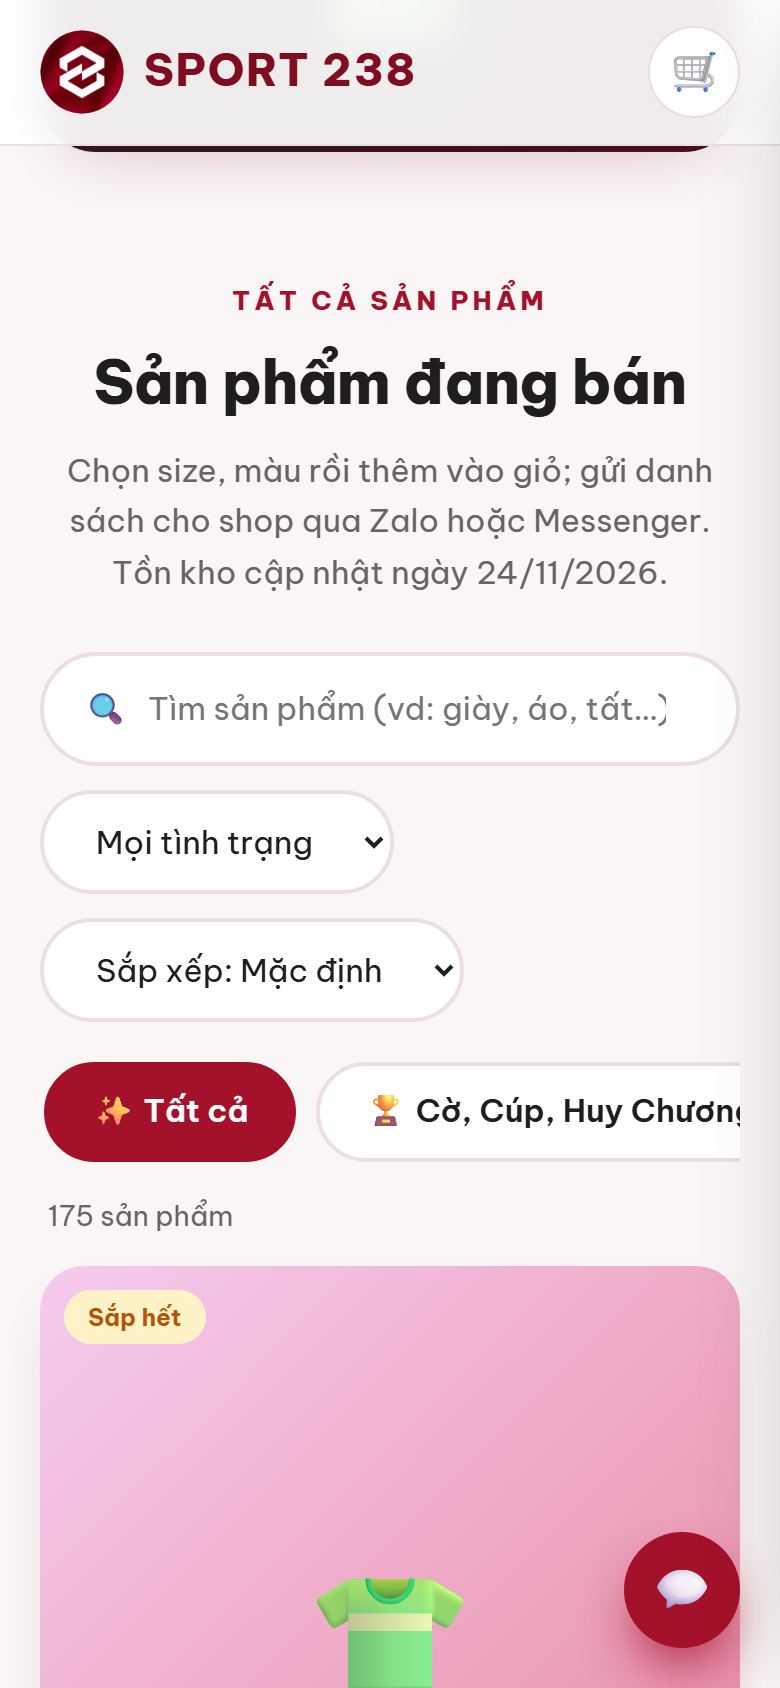 SPORT 238
TẤT CẢ SẢN PHẨM
Sản phẩm đang bán
Chọn size, màu rồi thêm vào giỏ; gửi danh
sách cho shop qua Zalo hoặc Messenger.
Tồn kho cập nhật ngày 24/11/2026.
Tìm sản phẩm (vd: giày, áo, tất...)
Mọi tình trạng
Sắp xếp: Mặc định
Tất cả
Cờ, Cúp, Huy Chương
175 sản phẩm
Sắp hết